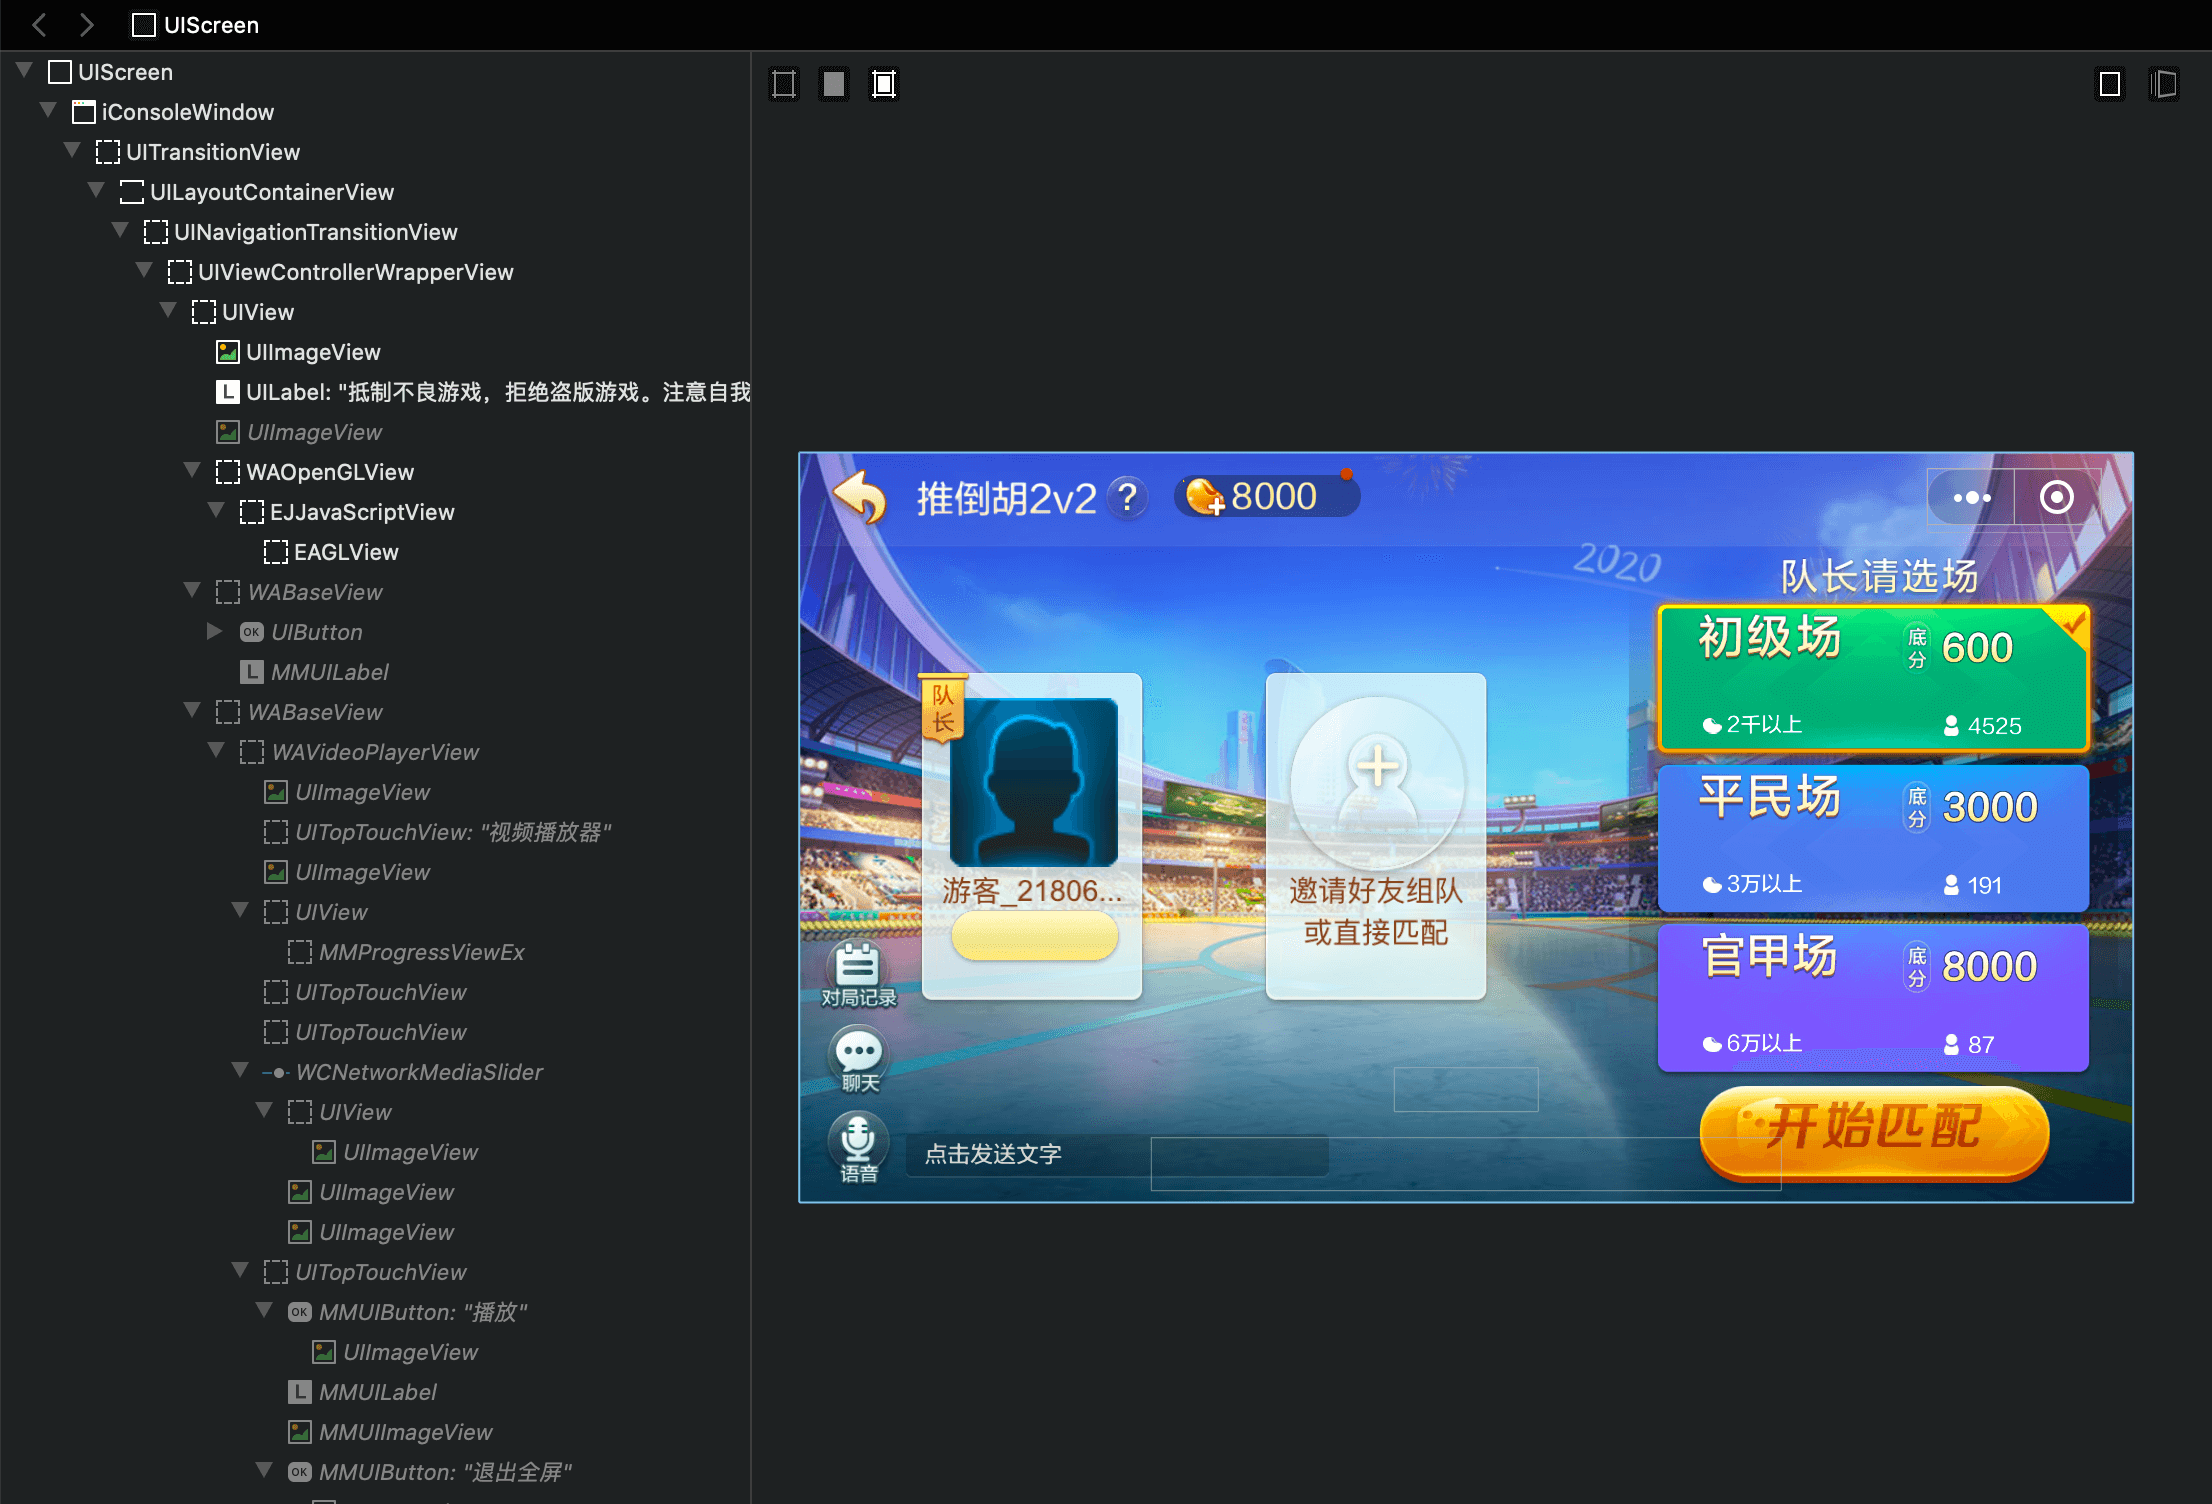 UIScreen
UIScreen
iConsoleWindow
UITransitionView
UILayoutContainerView
UINavigationTransitionView
UIViewControllerWrapperView
UIView
UIImageView
L UILabel: "抵制不良游戏，拒绝盗版游戏。注意自我
UIImageView
WAOpenGLView
EJJavaScriptView
EAGLView
WABaseView
OK UIButton
L MMUILabel
WABaseView
WAVideoPlayerView
UIImageView
UITopTouchView: "视频播放器"
UIImageView
UIView
MMProgressViewEx
UITopTouchView
UITopTouchView
WCNetworkMediaSlider
UIView
UIImageView
UIImageView
UIImageView
UITopTouchView
OK MMUIButton: "播放"
UIImageView
L MMUILabel
MMUIImageView
OK MMUIButton: "退出全屏"
推倒胡2v2 ?
8000
2020
队长请选场
初级场
底分 600
2千以上
4525
平民场
底分 3000
3万以上
191
官甲场
底分 8000
6万以上
87
开始匹配
队长
游客_21806...
邀请好友组队
或直接匹配
对局记录
聊天
语音
点击发送文字